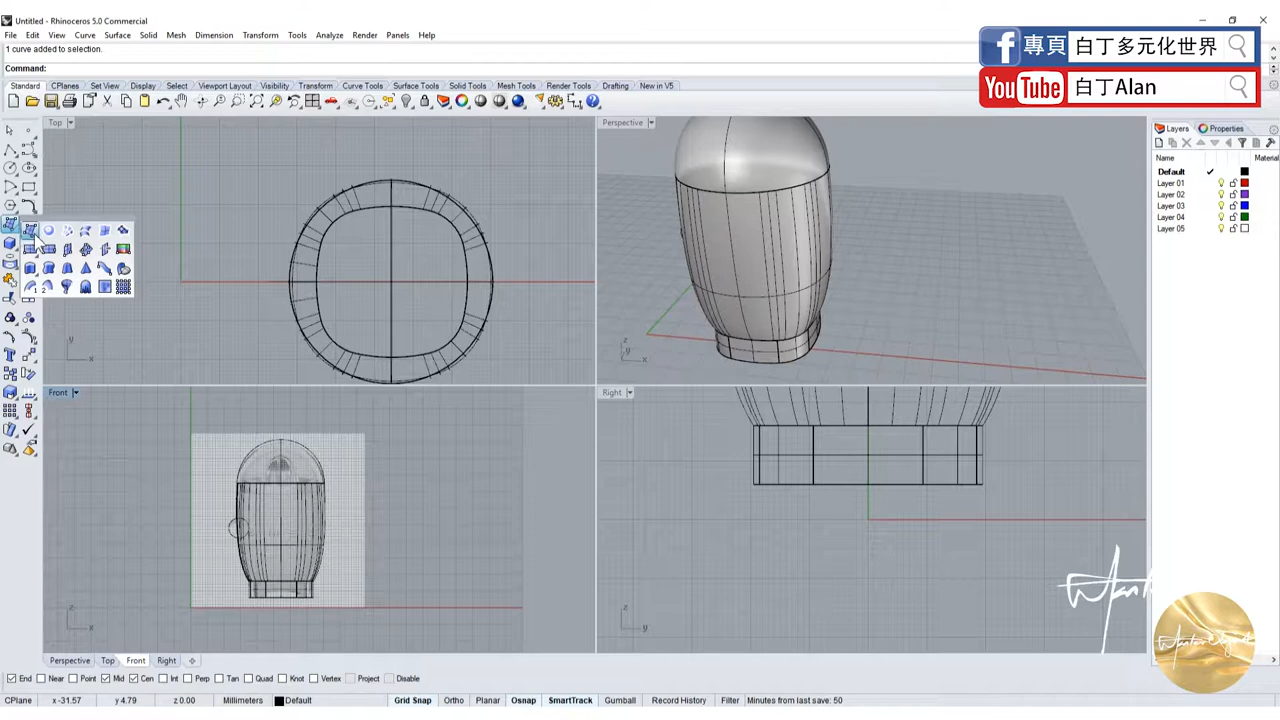 Untitled - Rhinoceros 5.0 Commercial
File Edit View Curve Surface Solid Mesh Dimension Transform Tools Analyze Render Panels Help
1 curve added to selection.
Command:
專頁 白丁多元化世界
YouTube 白丁Alan
Standard CPlanes Set View Display Select Viewport Layout Visibility Transform Curve Tools Surface Tools Solid Tools Mesh Tools Render Tools Drafting New in V5
Top
Perspective
Layers Properties
Name Material
Default
Layer 01
Layer 02
Layer 03
Layer 04
Layer 05
y
x
z
y
x
Front
Right
z
x
z
y
Perspective Top Front Right
End Near Point Mid Cen Int Perp Tan Quad Knot Vertex Project Disable
CPlane x -31.57 y 4.79 z 0.00 Millimeters Default Grid Snap Ortho Planar Osnap SmartTrack Gumball Record History Filter Minutes from last save: 50